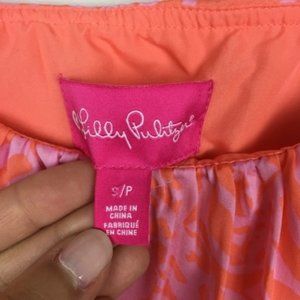 Lilly Pulitzer
S/P
MADE IN
CHINA
FABRIQUÉ
EN CHINE